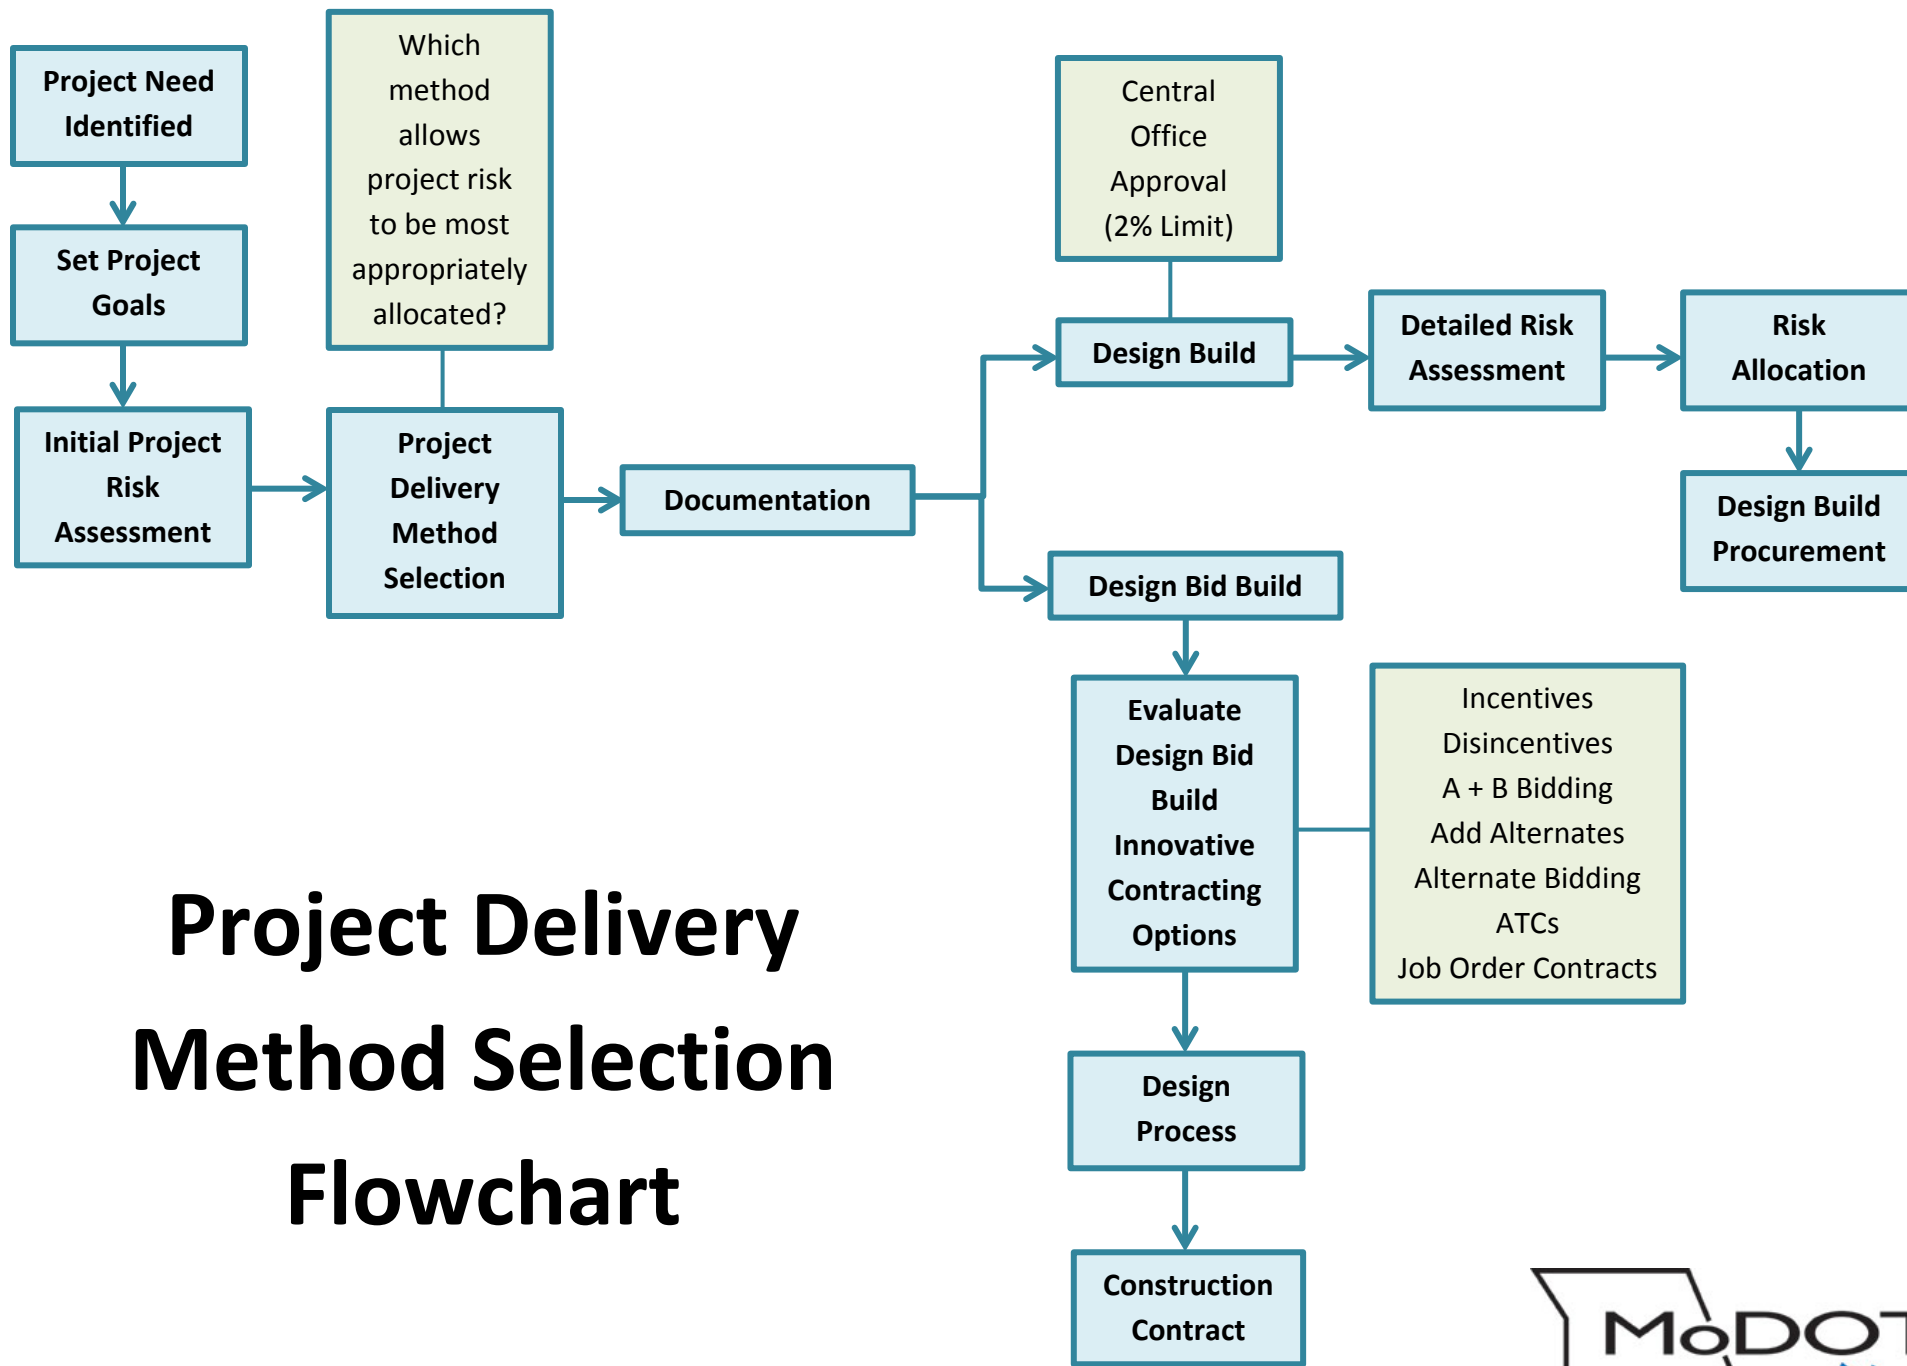 Project Need
Identified
Set Project
Goals
Initial Project
Risk
Assessment
Which
method
allows
project risk
to be most
appropriately
allocated?
Project
Delivery
Method
Selection
Documentation
Central
Office
Approval
(2% Limit)
Design Build
Detailed Risk
Assessment
Risk
Allocation
Design Build
Procurement
Design Bid Build
Evaluate
Design Bid
Build
Innovative
Contracting
Options
Incentives
Disincentives
A + B Bidding
Add Alternates
Alternate Bidding
ATCs
Job Order Contracts
Design
Process
Construction
Contract
Project Delivery
Method Selection
Flowchart
MoDOT